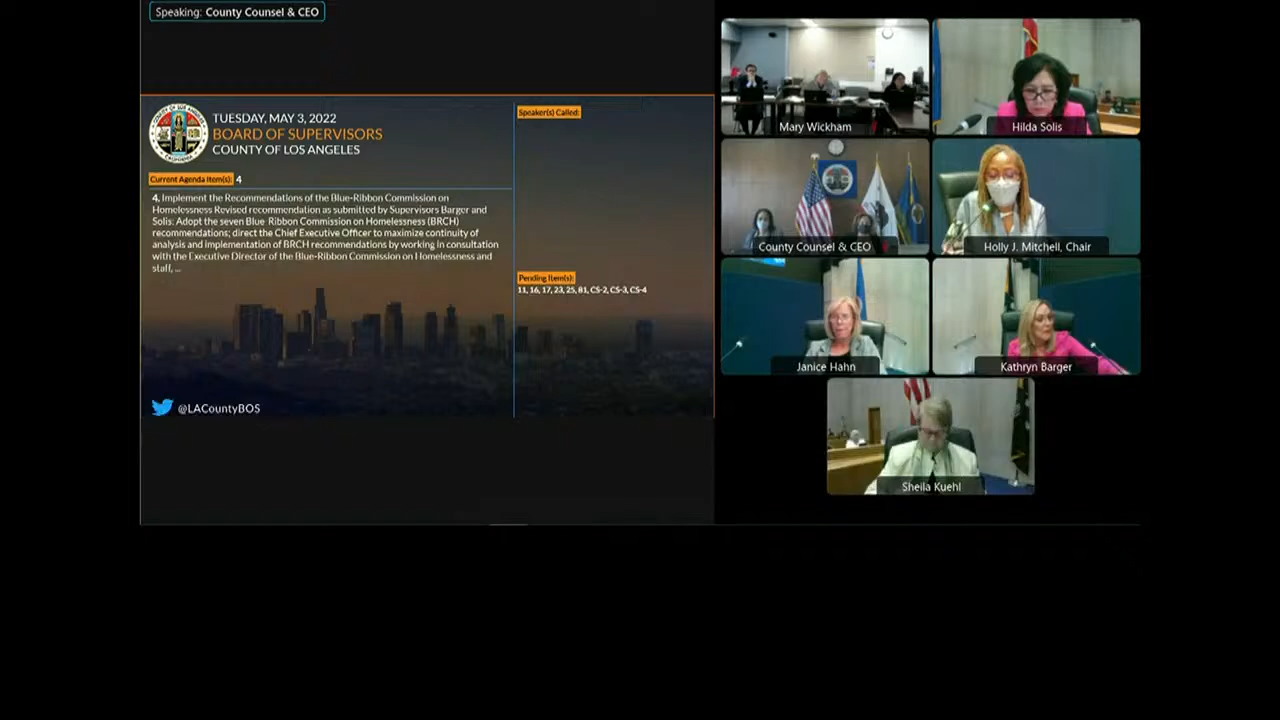 Speaking: County Counsel & CEO
TUESDAY, MAY 3, 2022
BOARD OF SUPERVISORS
COUNTY OF LOS ANGELES
Current Agenda Item(s): 4
4. Implement the Recommendations of the Blue-Ribbon Commission on
Homelessness Revised recommendation as submitted by Supervisors Barger and
Solis: Adopt the seven Blue-Ribbon Commission on Homelessness (BRCH)
recommendations; direct the Chief Executive Officer to maximize continuity of
analysis and implementation of BRCH recommendations by working in consultation
with the Executive Director of the Blue-Ribbon Commission on Homelessness and
staff, ...
@LACountyBOS
Speaker(s) Called:
Pending Item(s):
11, 16, 17, 23, 25, 81, CS-2, CS-3, CS-4
Mary Wickham
Hilda Solis
County Counsel & CEO
Holly J. Mitchell, Chair
Janice Hahn
Kathryn Barger
Sheila Kuehl